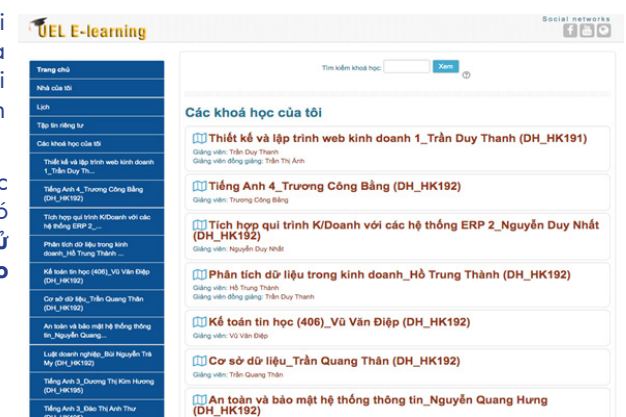 i
a
i
n
c
ó
ử
o
UEL E-learning
Social networks
Trang chủ
Nhà của tôi
Lịch
Tập tin riêng tư
Các khoá học của tôi
Thiết kế và lập trình web kinh doanh
1_Trần Duy Th...
Tiếng Anh 4_Trương Công Bằng
(DH_HK192)
Tích hợp qui trình K/Doanh với các
hệ thống ERP 2_...
Phân tích dữ liệu trong kinh
doanh_Hồ Trung Thành ...
Kế toán tin học (406)_Vũ Văn Điệp
(DH_HK192)
Cơ sở dữ liệu_Trần Quang Thân
(DH_HK192)
An toàn và bảo mật hệ thống thông
tin_Nguyễn Quang...
Luật doanh nghiệp_Bùi Nguyễn Trà
My (DH_HK192)
Tiếng Anh 3_Dương Thị Kim Hương
(DH_HK195)
Tiếng Anh 3_Đào Thị Anh Thư
Tìm kiếm khoá học:
Xem
Các khoá học của tôi
Thiết kế và lập trình web kinh doanh 1_Trần Duy Thanh (DH_HK191)
Giảng viên: Trần Duy Thanh
Giảng viên đồng giảng: Trần Thị Ánh
Tiếng Anh 4_Trương Công Bằng (DH_HK192)
Giảng viên: Trương Công Bằng
Tích hợp qui trình K/Doanh với các hệ thống ERP 2_Nguyễn Duy Nhất
(DH_HK192)
Giảng viên: Nguyễn Duy Nhất
Phân tích dữ liệu trong kinh doanh_Hồ Trung Thành (DH_HK192)
Giảng viên: Hồ Trung Thành
Giảng viên đồng giảng: Trần Duy Thanh
Kế toán tin học (406)_Vũ Văn Điệp (DH_HK192)
Giảng viên: Vũ Văn Điệp
Cơ sở dữ liệu_Trần Quang Thân (DH_HK192)
Giảng viên: Trần Quang Thân
An toàn và bảo mật hệ thống thông tin_Nguyễn Quang Hưng
(DH_HK192)